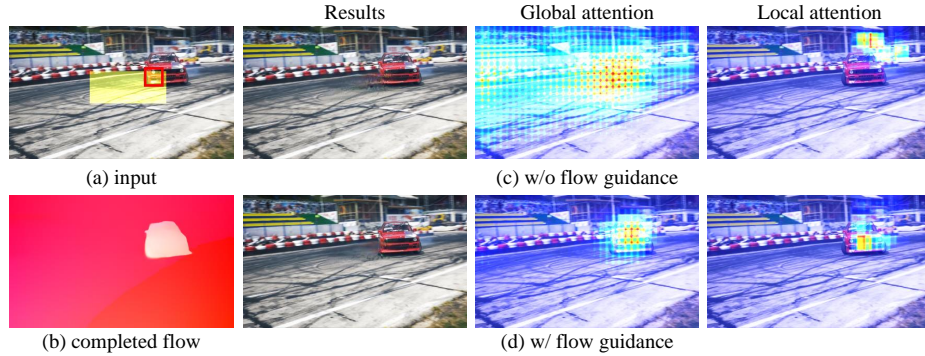 Results Global attention Local attention
(a) input (c) w/o flow guidance
(b) completed flow (d) w/ flow guidance